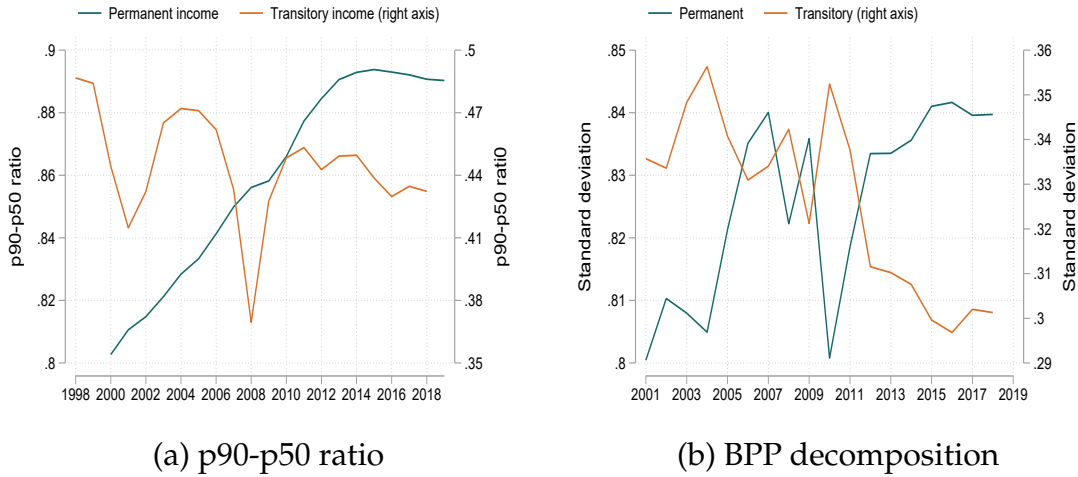 Permanent income Transitory income (right axis)
p90-p50 ratio
.9
.88
.86
.84
.82
.8
.5
.47
.44
.41
.38
.35
p90-p50 rati0
1998 2000 2002 2004 2006 2008 2010 2012 2014 2016 2018
(a) p90-p50 ratio
Permanent Transitory (right axis)
Standard deviation
.85
.84
.83
.82
.81
.8
.36
.35
.34
.33
.32
.31
.3
.29
Standard deviation
2001 2003 2005 2007 2009 2011 2013 2015 2017 2019
(b) BPP decomposition